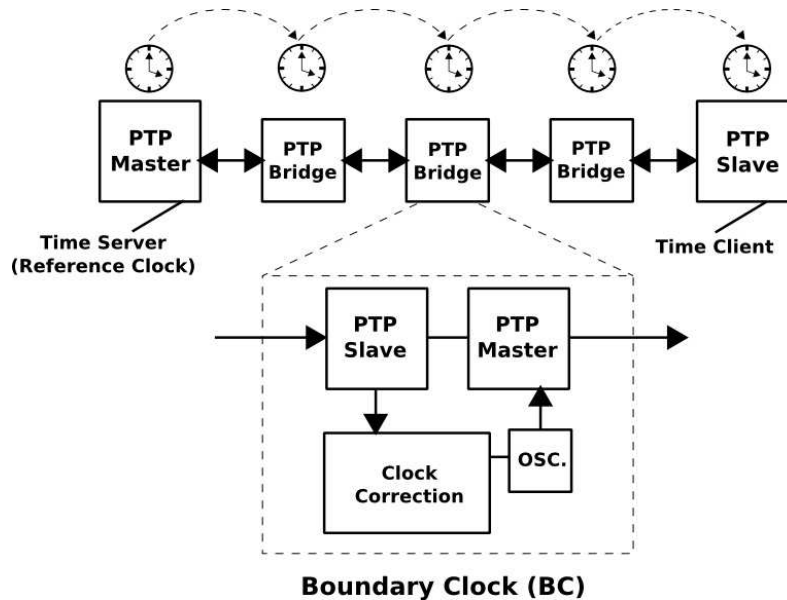 PTP
Master
PTP
Bridge
PTP
Bridge
PTP
Bridge
PTP
Slave
Time Server
(Reference Clock)
Time Client
PTP
Slave
PTP
Master
Clock
Correction
OSC.
Boundary Clock (BC)